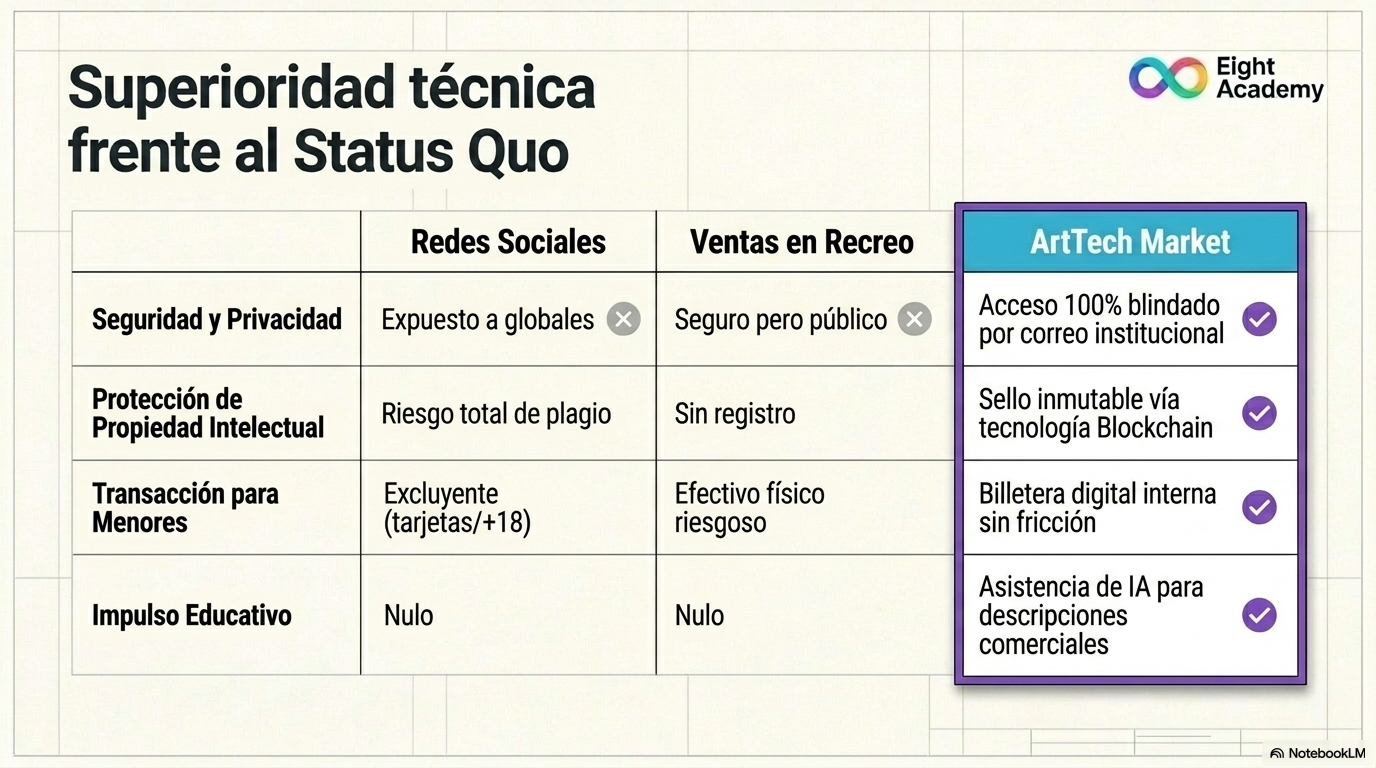 Superioridad técnica
frente al Status Quo
Eight
Academy
Redes Sociales
Ventas en Recreo
ArtTech Market
Seguridad y Privacidad
Expuesto a globales
Seguro pero público
Acceso 100% blindado
por correo institucional
Protección de
Propiedad Intelectual
Riesgo total de plagio
Sin registro
Sello inmutable vía
tecnología Blockchain
Transacción para
Menores
Excluyente
(tarjetas/+18)
Efectivo físico
riesgoso
Billetera digital interna
sin fricción
Impulso Educativo
Nulo
Nulo
Asistencia de IA para
descripciones
comerciales
NotebookLM